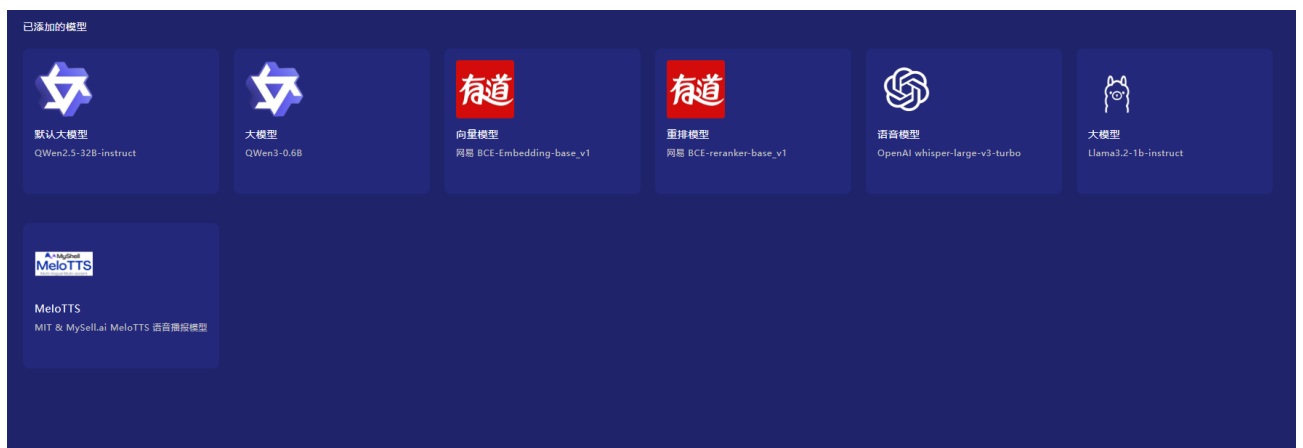 已添加的模型
有道
有道
默认大模型
QWen2.5-32B-instruct
大模型
QWen3-0.6B
向量模型
网易 BCE-Embedding-base_v1
重排模型
网易 BCE-reranker-base_v1
语音模型
OpenAI whisper-large-v3-turbo
大模型
Llama3.2-1b-instruct
MyShell
MeloTTS
MeloTTS
MIT & MySell.ai MeloTTS 语音播报模型